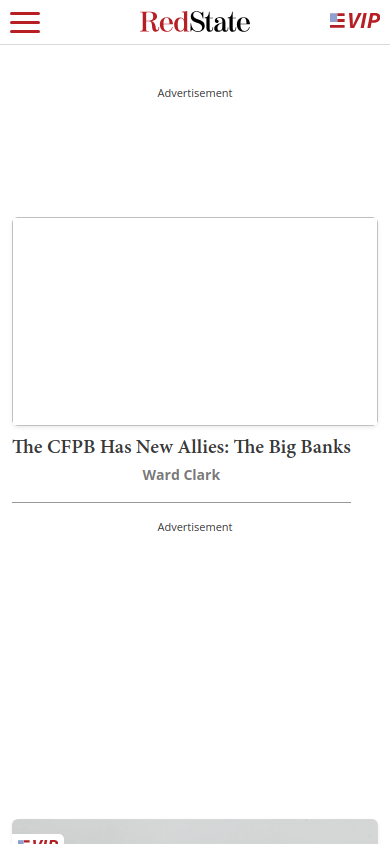 RedState
VIP
Advertisement
The CFPB Has New Allies: The Big Banks
Ward Clark
Advertisement
VIP